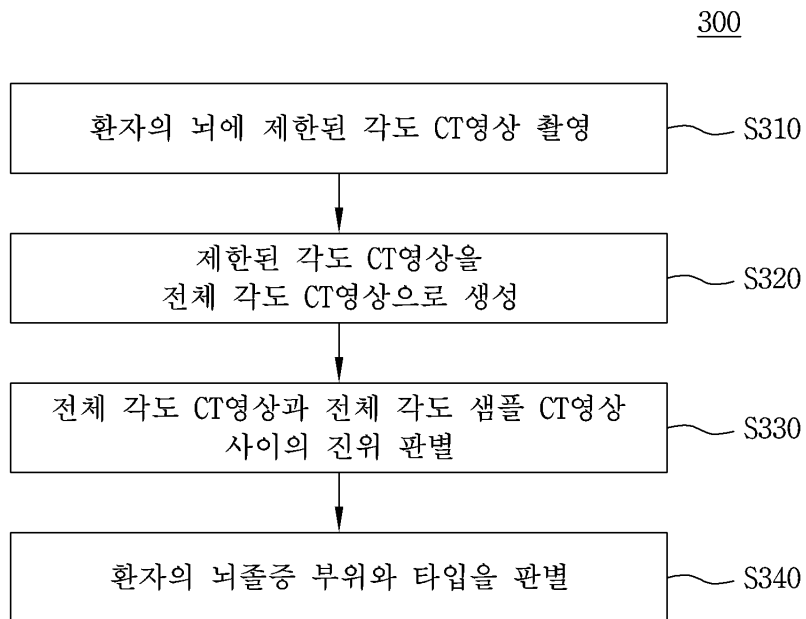 300
환자의 뇌에 제한된 각도 CT영상 촬영
S310
제한된 각도 CT영상을
전체 각도 CT영상으로 생성
S320
전체 각도 CT영상과 전체 각도 샘플 CT영상
사이의 진위 판별
S330
환자의 뇌졸증 부위와 타입을 판별
S340